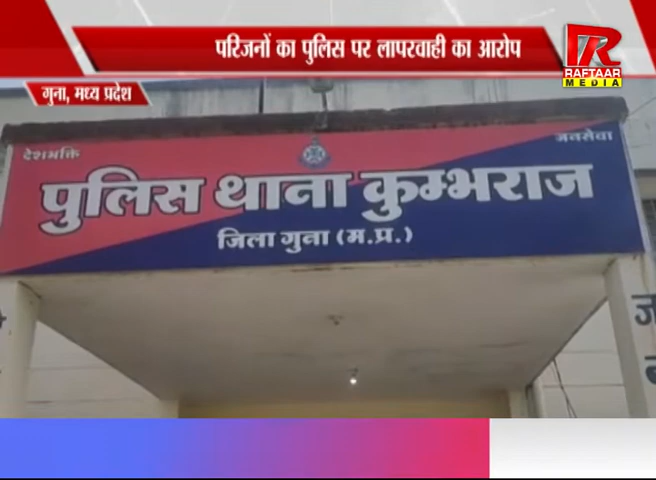 परिजनों का पुलिस पर लापरवाही का आरोप
RAFTAAR
MEDIA
गुना, मध्य प्रदेश
देशभक्ति
जनसेवा
पुलिस थाना कुम्भराज
जिला गुना (म.प्र.)